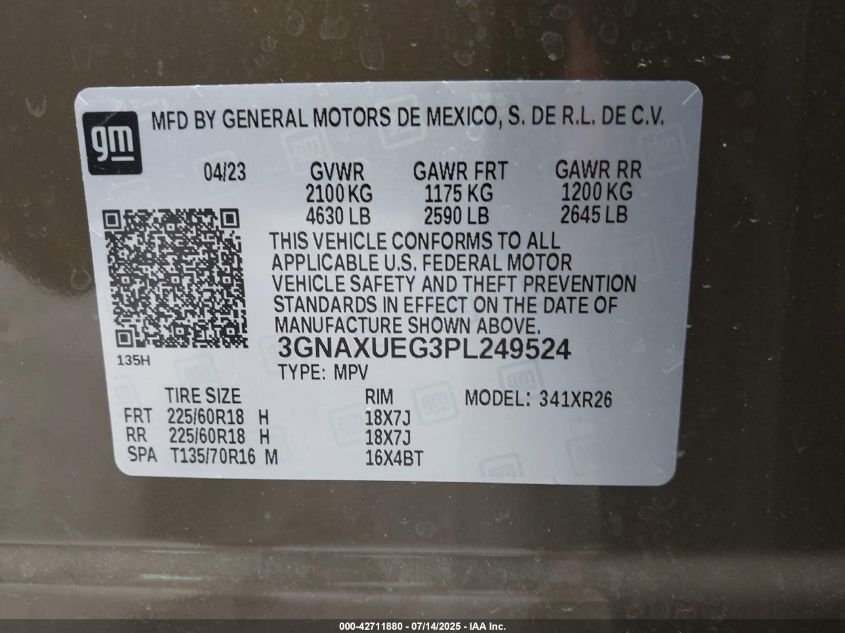 gm
MFD BY GENERAL MOTORS DE MEXICO, S. DE R.L. DE C.V.
04/23 GVWR GAWR FRT GAWR RR
2100 KG 1175 KG 1200 KG
4630 LB 2590 LB 2645 LB
THIS VEHICLE CONFORMS TO ALL
APPLICABLE U.S. FEDERAL MOTOR
VEHICLE SAFETY AND THEFT PREVENTION
STANDARDS IN EFFECT ON THE DATE OF
MANUFACTURE SHOWN ABOVE.
3GNAXUEG3PL249524
135H
TYPE: MPV
TIRE SIZE RIM MODEL: 341XR26
FRT 225/60R18 H 18X7J
RR 225/60R18 H 18X7J
SPA T135/70R16 M 16X4BT
000-42711880 - 07/14/2025 - IAA Inc.